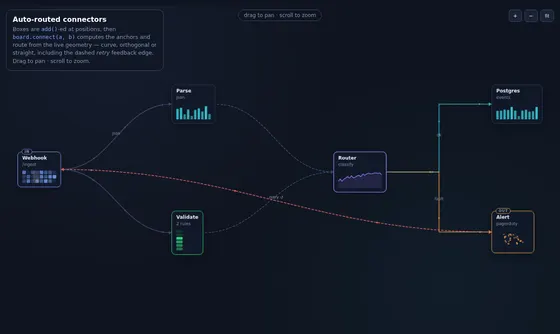 Auto-routed connectors
Boxes are add() ed at positions, then
board.connect(a, b) computes the anchors and
route from the live geometry — curve, orthogonal or
straight, including the dashed retry feedback edge.
Drag to pan · scroll to zoom.
drag to pan · scroll to zoom
+
−
Parse
json
Postgres
events
Webhook
/ingest
Router
classify
Validate
2 rules
Alert
pagerduty